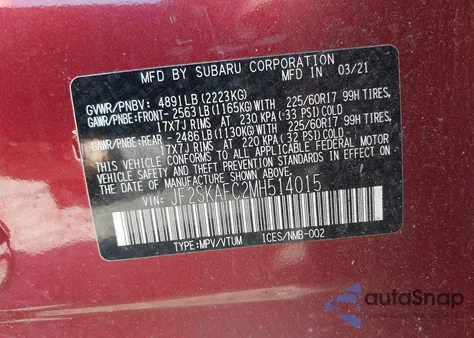 MFD BY SUBARU CORPORATION IN 03/21
GVWR/PNBV: 4891LB (2223KG)
GAWR/PNBE:FRONT- 2563LB(1165KG)WITH 225/60R17 99H TIRES,
17X7J RIMS, AT 230 KPA (33 PSI)COLD
GAWR/PNBE:REAR - 2486LB(1130KG)WITH 225/60R17 99H TIRES,
17X7J RIMS, AT 220 KPA (32 PSI)COLD
THIS VEHICLE CONFORMS TO ALL APPLICABLE FEDERAL MOTOR
VEHICLE SAFETY, BUMPER, AND THEFT PREVENTION STANDARDS
IN EFFECT ON THE DATE OF MANUFACTURE SHOWN ABOVE.
VIN: JF2SKAEC2MH514015
TYPE:MPV/VTUM ICES/NMB-002
autoSnap